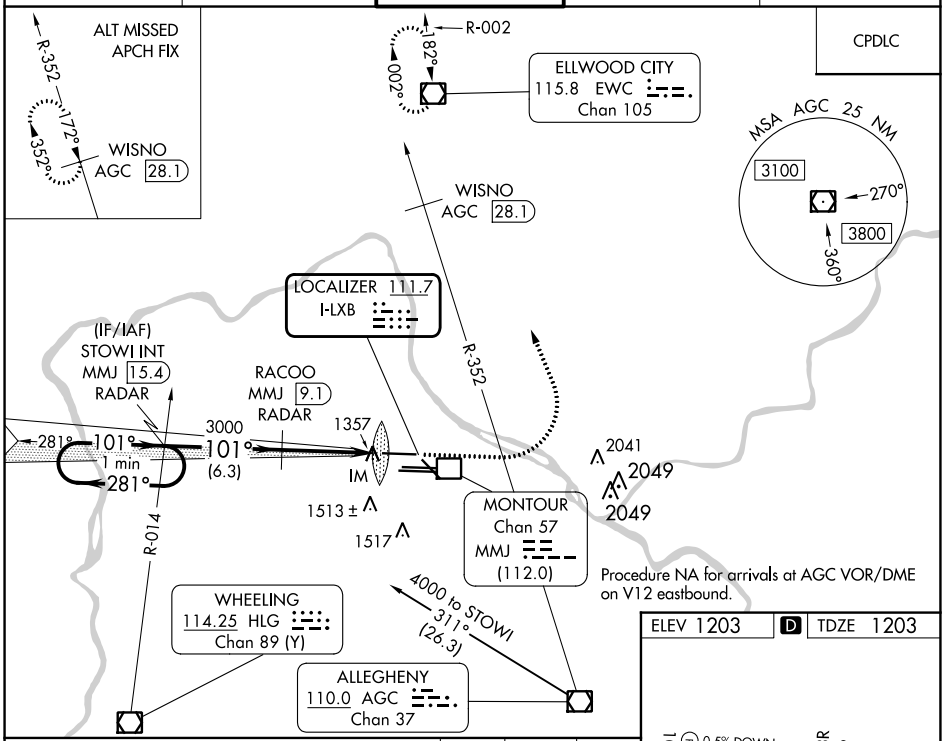 ALT MISSED
APCH FIX
R-352
172°
352°
WISNO
AGC 28.1
R-002
182°
002°
ELLWOOD CITY
115.8 EWC
Chan 105
CPDLC
MSA AGC 25 NM
3100
270°
3800
360°
WISNO
AGC 28.1
LOCALIZER 111.7
I-LXB
R-352
(IF/IAF)
STOWI INT
MMJ 15.4
RADAR
RACOO
MMJ 9.1
RADAR
3000
1357
281°
101°
101°
1 min
(6.3)
281°
IM
2041
2049
2049
1513 ±
1517
MONTOUR
Chan 57
MMJ
(112.0)
R-014
Procedure NA for arrivals at AGC VOR/DME
on V12 eastbound.
4000 to STOWI
311°
(26.3)
WHEELING
114.25 HLG
Chan 89 (Y)
ALLEGHENY
110.0 AGC
Chan 37
ELEV 1203
D
TDZE 1203
0.5% DOWN